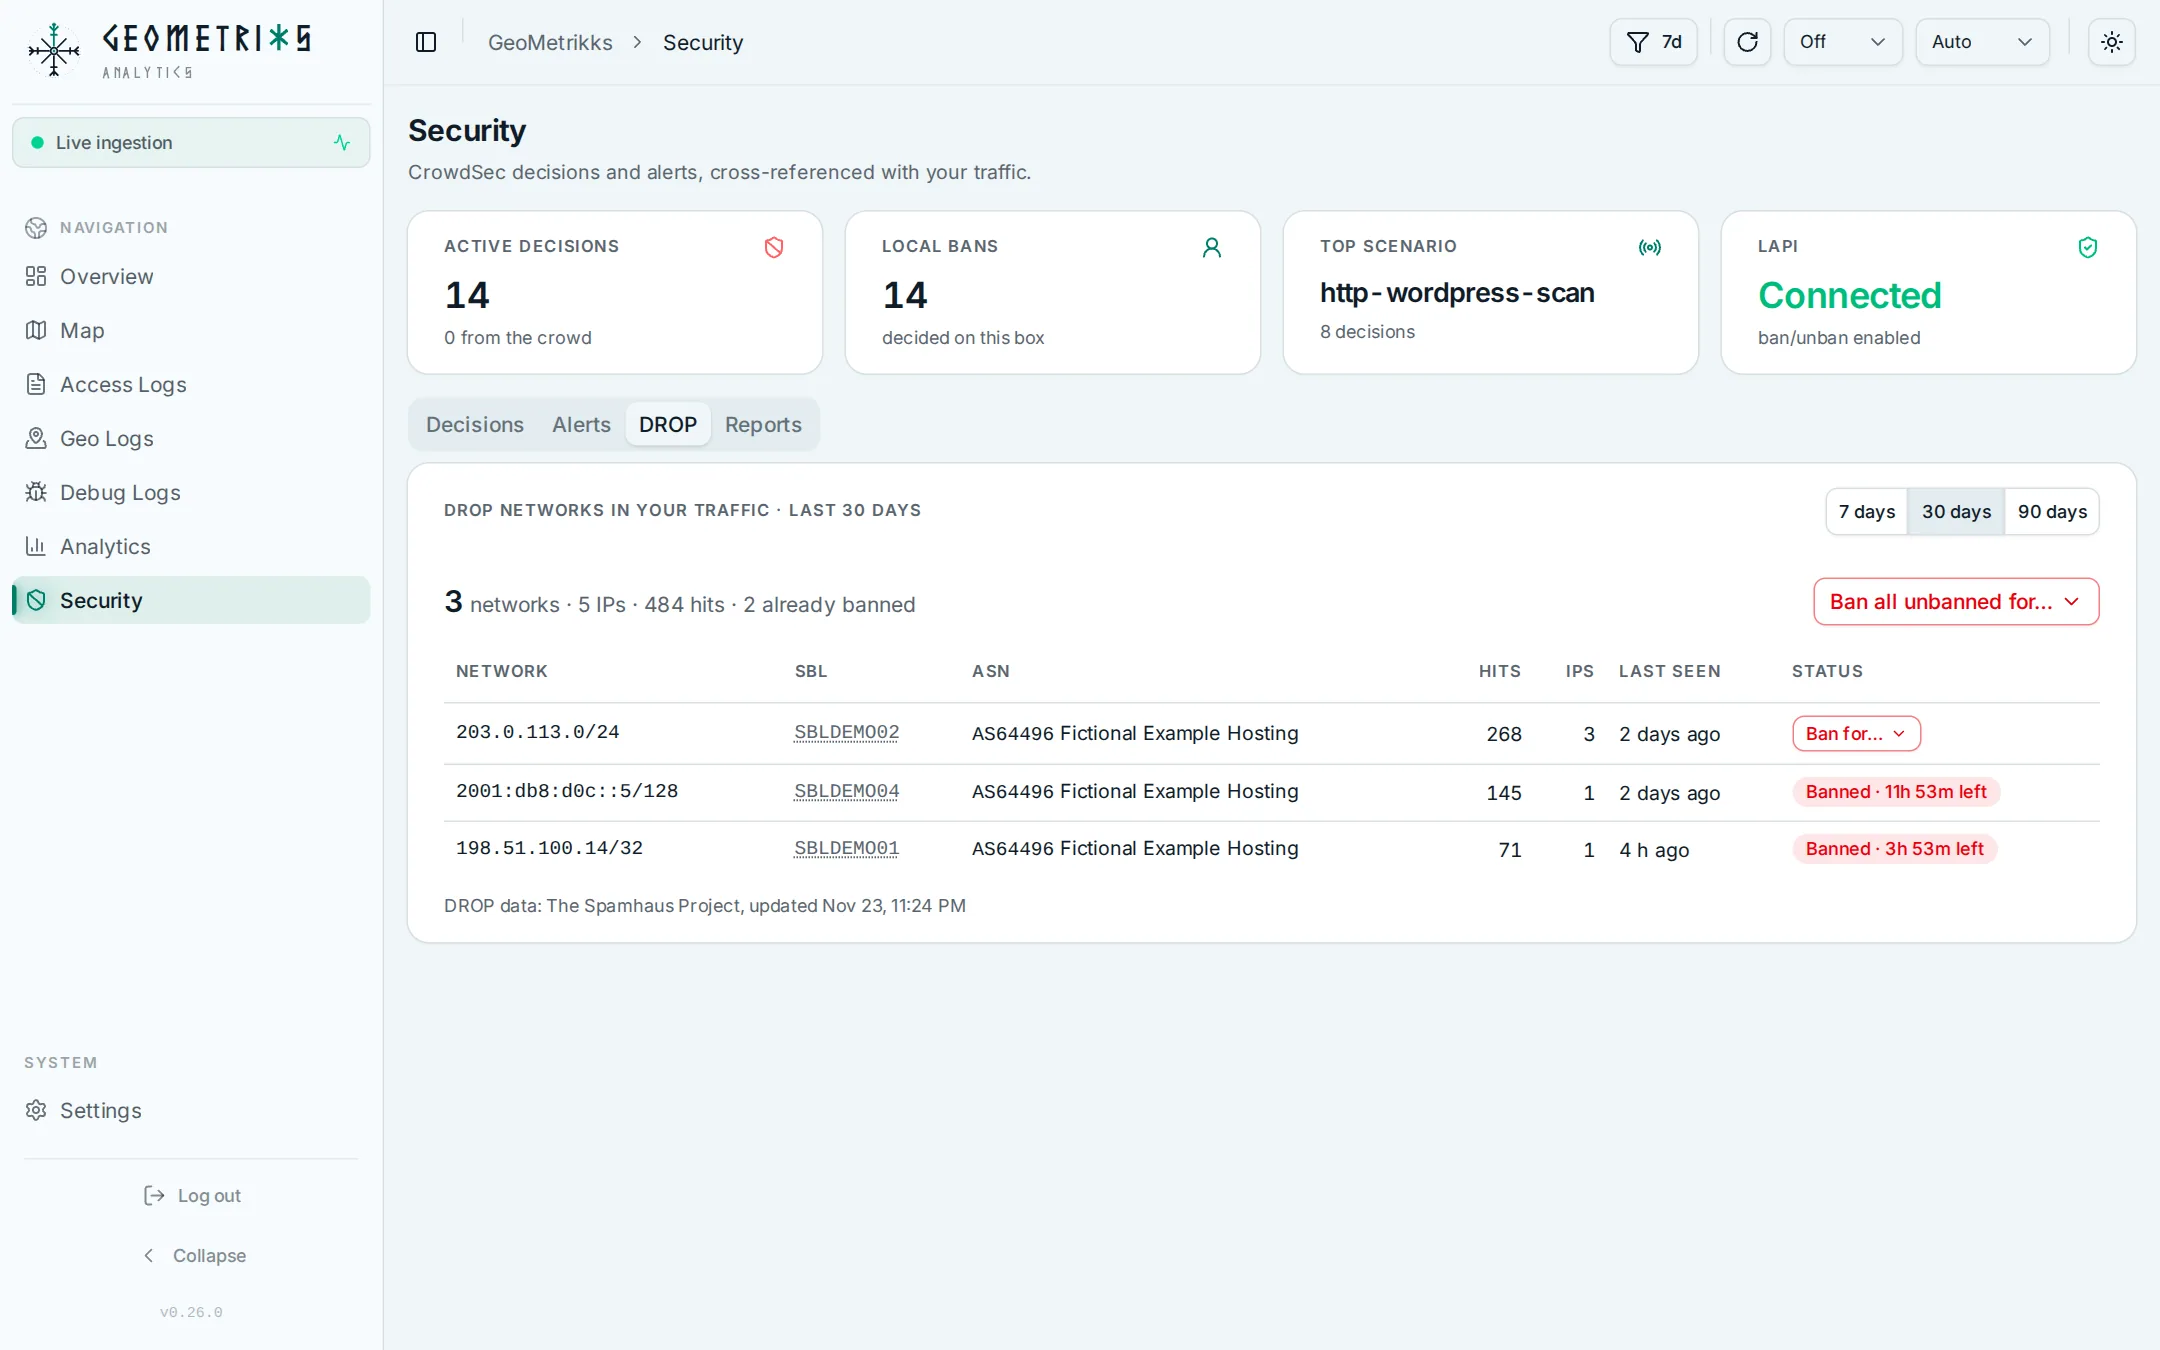 GEOMETRIKS
ANALYTICS
Live ingestion
NAVIGATION
Overview
Map
Access Logs
Geo Logs
Debug Logs
Analytics
Security
SYSTEM
Settings
Log out
Collapse
v0.26.0
GeoMetrikks > Security
7d
Off
Auto
Security
CrowdSec decisions and alerts, cross-referenced with your traffic.
ACTIVE DECISIONS
14
0 from the crowd
LOCAL BANS
14
decided on this box
TOP SCENARIO
http-wordpress-scan
8 decisions
LAPI
Connected
ban/unban enabled
Decisions Alerts DROP Reports
DROP NETWORKS IN YOUR TRAFFIC · LAST 30 DAYS
7 days 30 days 90 days
3 networks · 5 IPs · 484 hits · 2 already banned
Ban all unbanned for...
NETWORK SBL ASN HITS IPS LAST SEEN STATUS
203.0.113.0/24 SBLDEMO02 AS64496 Fictional Example Hosting 268 3 2 days ago Ban for...
2001:db8:d0c::5/128 SBLDEMO04 AS64496 Fictional Example Hosting 145 1 2 days ago Banned · 11h 53m left
198.51.100.14/32 SBLDEMO01 AS64496 Fictional Example Hosting 71 1 4 h ago Banned · 3h 53m left
DROP data: The Spamhaus Project, updated Nov 23, 11:24 PM